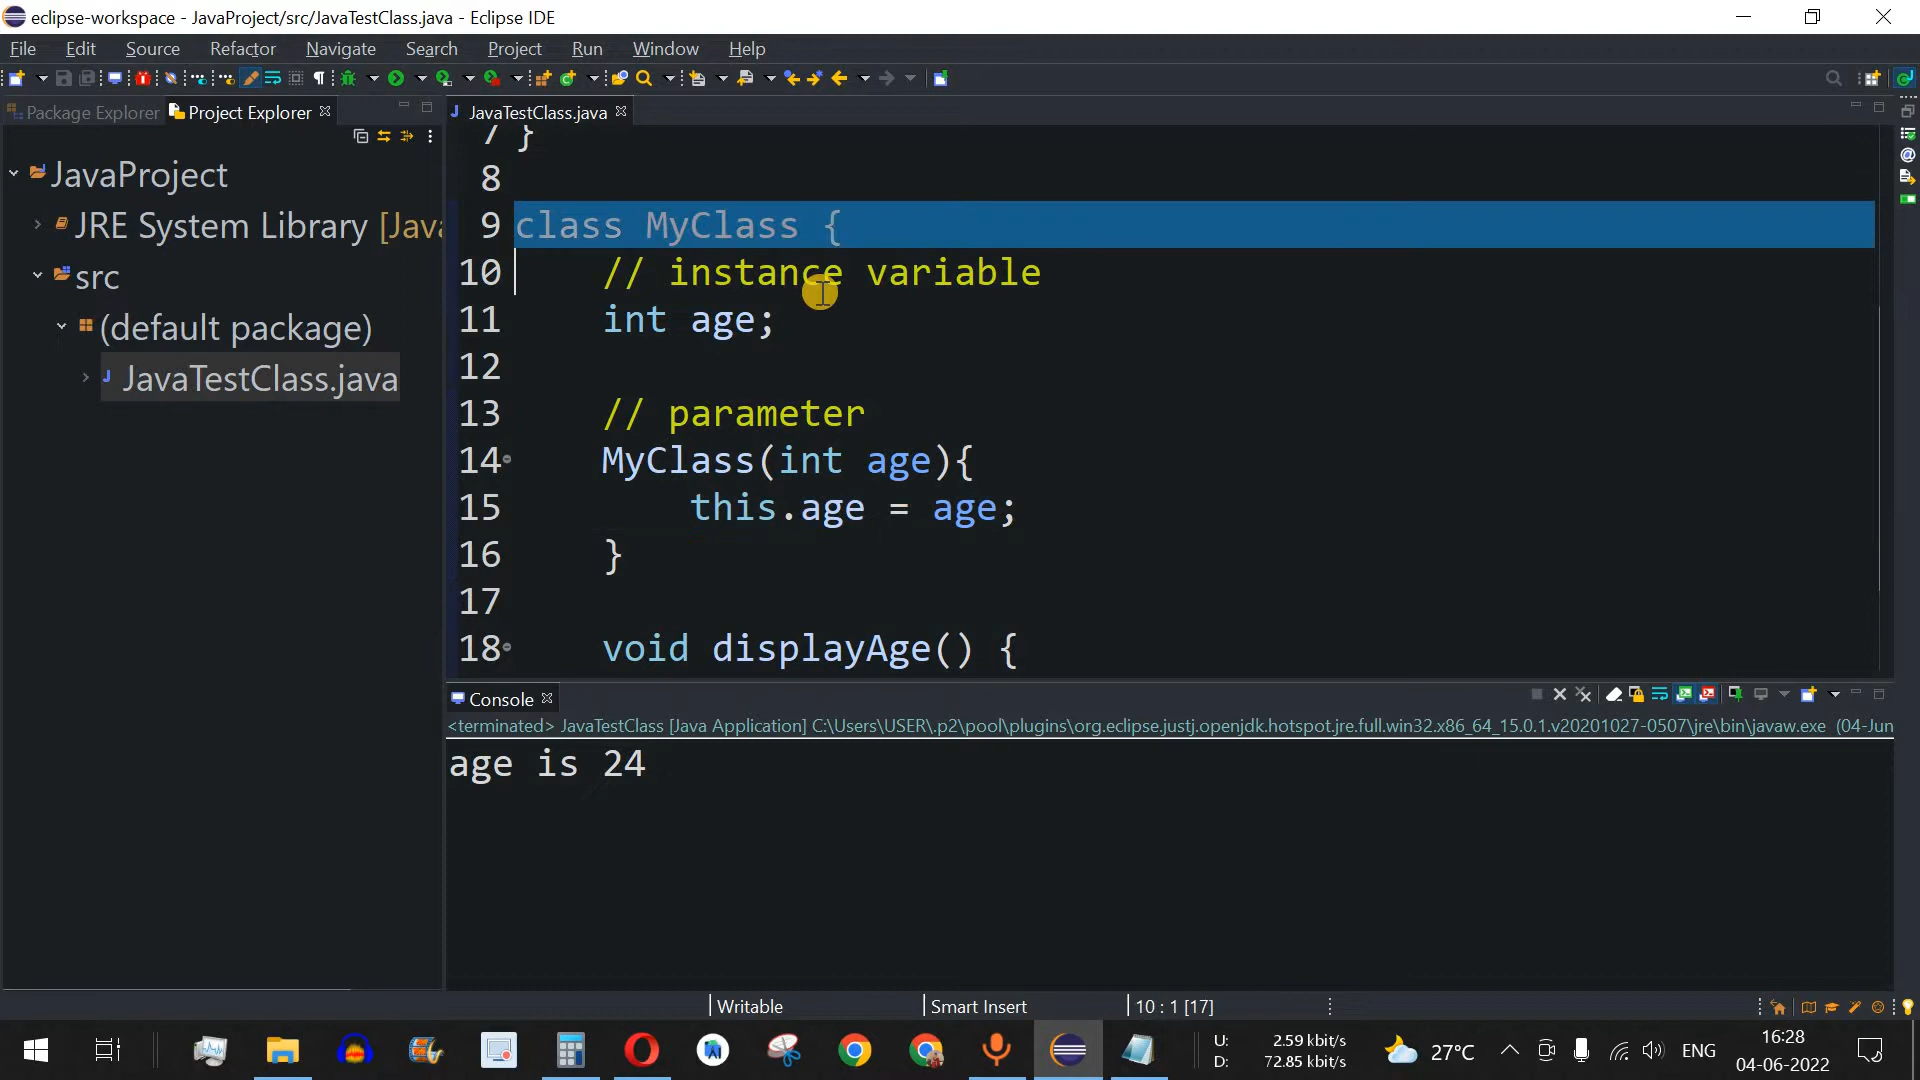 eclipse-workspace - JavaProject/src/JavaTestClass.java - Eclipse IDE
File Edit Source Refactor Navigate Search Project Run Window Help
Package Explorer Project Explorer
JavaTestClass.java
JavaProject
JRE System Library [Java
src
(default package)
JavaTestClass.java
7 }
8
9 class MyClass {
10 // instance variable
11 int age;
12
13 // parameter
14 MyClass(int age){
15 this.age = age;
16 }
17
18 void displayAge() {
Console
<terminated> JavaTestClass [Java Application] C:\Users\USER\.p2\pool\plugins\org.eclipse.justj.openjdk.hotspot.jre.full.win32.x86_64_15.0.1.v20201027-0507\jre\bin\javaw.exe (04-Jun
age is 24
Writable Smart Insert 10 : 1 [17]
U: 2.59 kbit/s
D: 72.85 kbit/s
27°C
ENG
16:28
04-06-2022